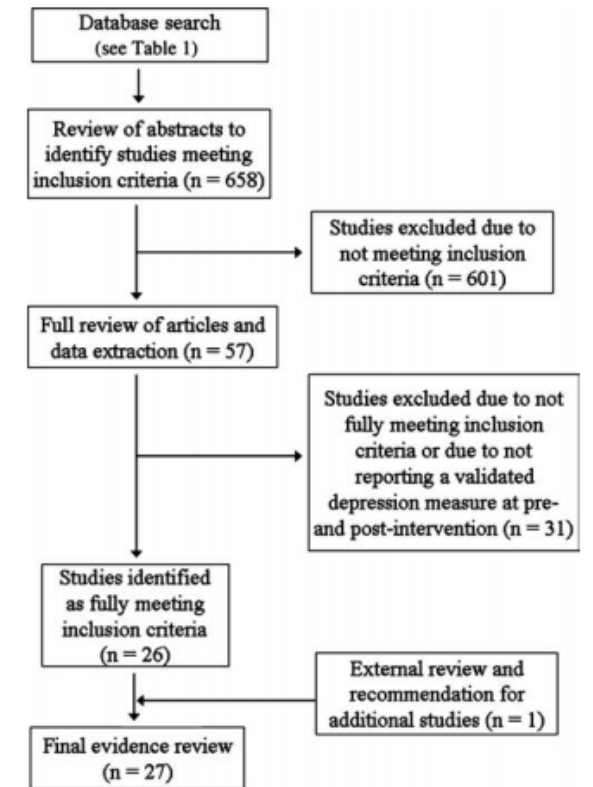 Database search
(see Table 1)
Review of abstracts to
identify studies meeting
inclusion criteria (n = 658)
Studies excluded due to
not meeting inclusion
criteria (n = 601)
Full review of articles and
data extraction (n = 57)
Studies excluded due to not
fully meeting inclusion
criteria or due to not
reporting a validated
depression measure at pre-
and post-intervention (n = 31)
Studies identified
as fully meeting
inclusion criteria
(n = 26)
External review and
recommendation for
additional studies (n = 1)
Final evidence review
(n = 27)